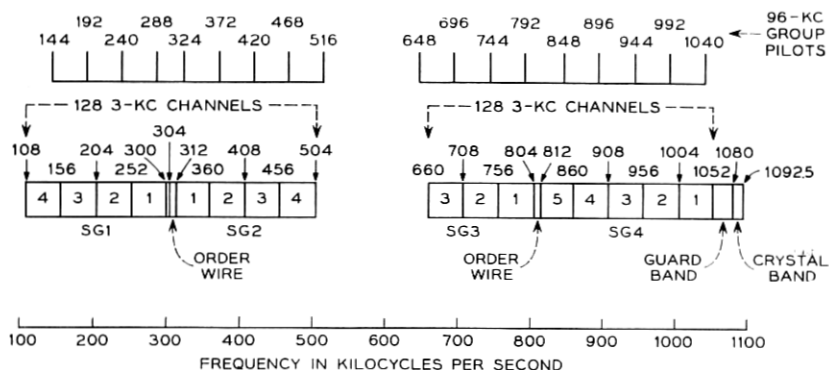 192 288 372 468
144 240 324 420 516
696 792 896 992
648 744 848 944 1040
96-KC
GROUP
PILOTS
128 3-KC CHANNELS
128 3-KC CHANNELS
304
108 204 300 312 408 504
156 252 360 456
708 804 812 908 1004 1080
660 756 860 956 1052 1092.5
4 3 2 1 1 2 3 4
3 2 1 5 4 3 2 1
SG1 SG2
SG3 SG4
ORDER
WIRE
ORDER
WIRE
GUARD
BAND
CRYSTAL
BAND
100 200 300 400 500 600 700 800 900 1000 1100
FREQUENCY IN KILOCYCLES PER SECOND